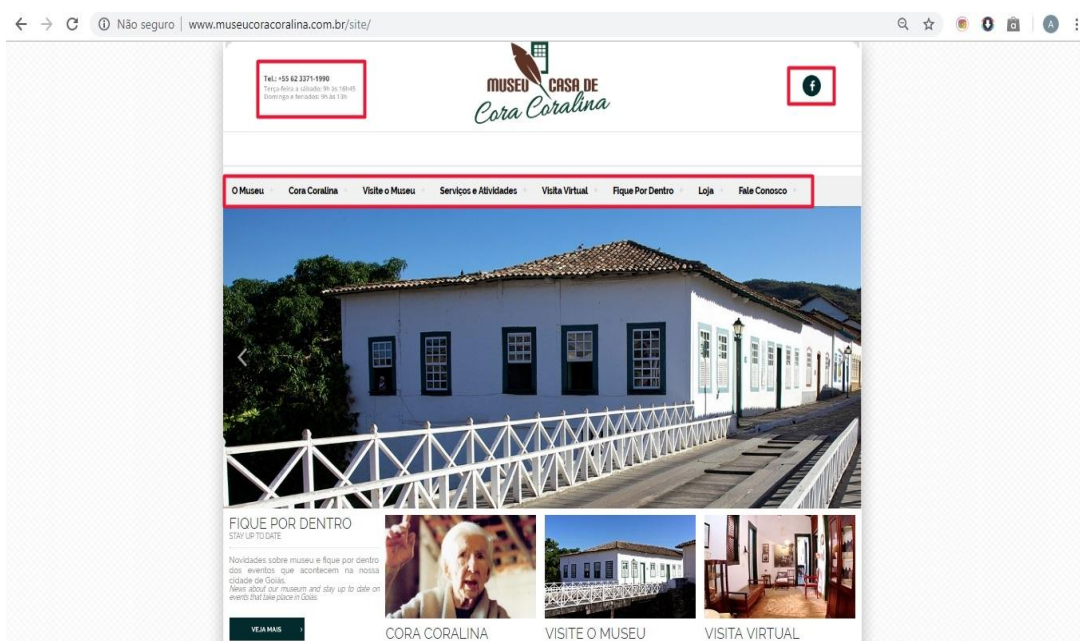 Não seguro | www.museucoracoralina.com.br/site/
A
Tel.: +55 62 3371-1990
Terça-feira a sábado: 9h às 16h45
Domingo e feriados: 9h às 13h
MUSEU CASA DE
Cora Coralina
f
O Museu
Cora Coralina
Visite o Museu
Serviços e Atividades
Visita Virtual
Fique Por Dentro
Loja
Fale Conosco
FIQUE POR DENTRO
STAY UP TO DATE
Novidades sobre museu e fique por dentro
dos eventos que acontecem na nossa
cidade de Goiás.
News about our museum and stay up to date on
events that take place in Goiás.
VEJA MAIS
CORA CORALINA
VISITE O MUSEU
VISITA VIRTUAL